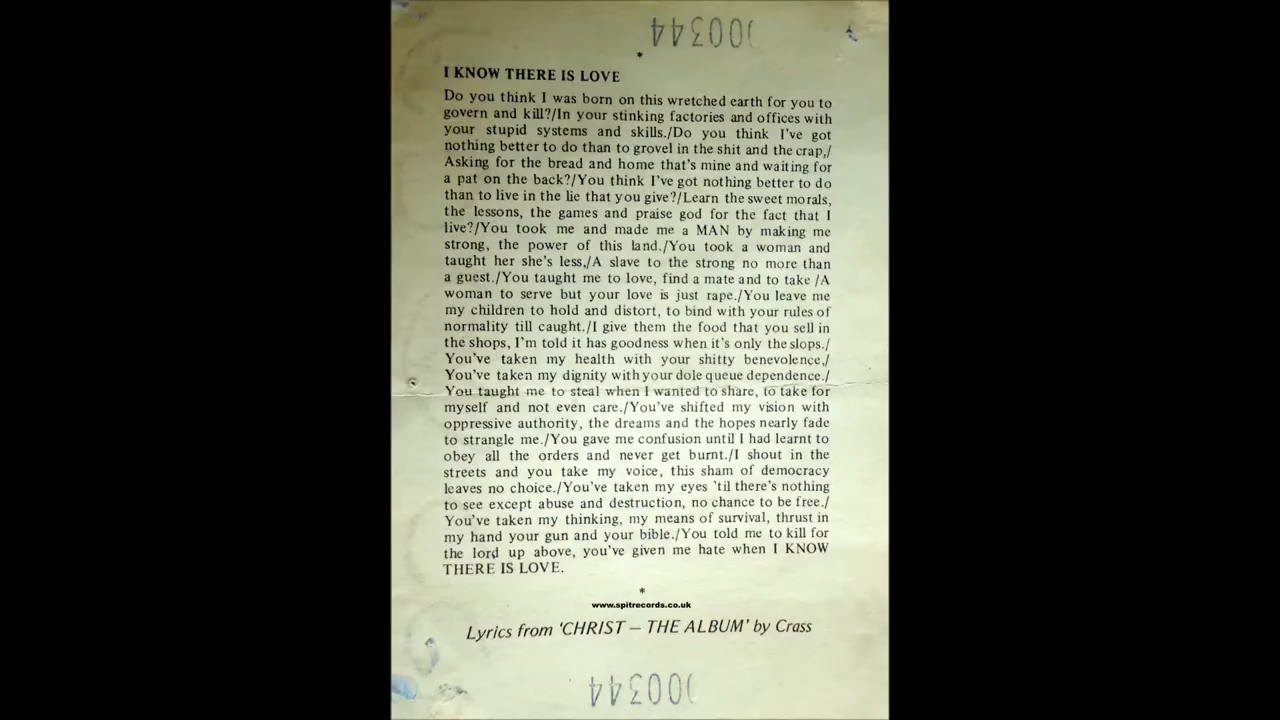 000344
*
I KNOW THERE IS LOVE
Do you think I was born on this wretched earth for you to
govern and kill?/In your stinking factories and offices with
your stupid systems and skills./Do you think I've got
nothing better to do than to grovel in the shit and the crap,/
Asking for the bread and home that's mine and waiting for
a pat on the back?/You think I've got nothing better to do
than to live in the lie that you give?/Learn the sweet morals,
the lessons, the games and praise god for the fact that I
live?/You took me and made me a MAN by making me
strong, the power of this land./You took a woman and
taught her she's less,/A slave to the strong no more than
a guest./You taught me to love, find a mate and to take /A
woman to serve but your love is just rape./You leave me
my children to hold and distort, to bind with your rules of
normality till caught./I give them the food that you sell in
the shops, I'm told it has goodness when it's only the slops./
You've taken my health with your shitty benevolence,/
You've taken my dignity with your dole queue dependence./
You taught me to steal when I wanted to share, to take for
myself and not even care./You've shifted my vision with
oppressive authority, the dreams and the hopes nearly fade
to strangle me./You gave me confusion until I had learnt to
obey all the orders and never get burnt./I shout in the
streets and you take my voice, this sham of democracy
leaves no choice./You've taken my eyes 'til there's nothing
to see except abuse and destruction, no chance to be free./
You've taken my thinking, my means of survival, thrust in
my hand your gun and your bible./You told me to kill for
the lord up above, you've given me hate when I KNOW
THERE IS LOVE.
*
www.spitrecords.co.uk
Lyrics from 'CHRIST – THE ALBUM' by Crass
000344